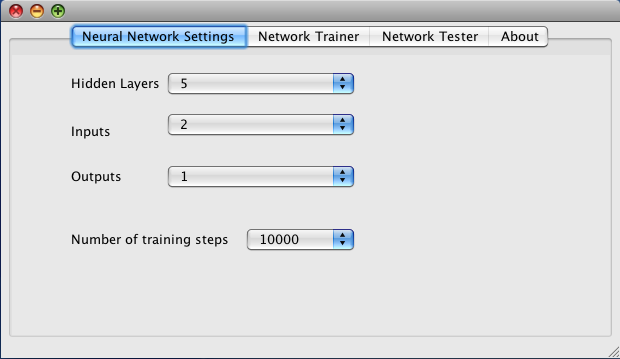 Neural Network Settings Network Trainer Network Tester About
Hidden Layers 5
Inputs 2
Outputs 1
Number of training steps 10000